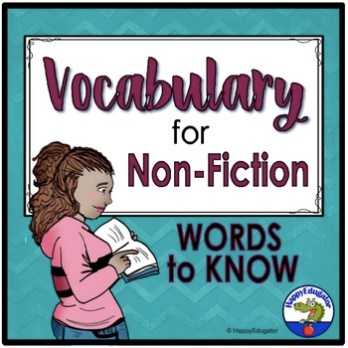 Vocabulary
for
Non-Fiction
WORDS
to KNOW
©HappyEdugator
HappyEdugator